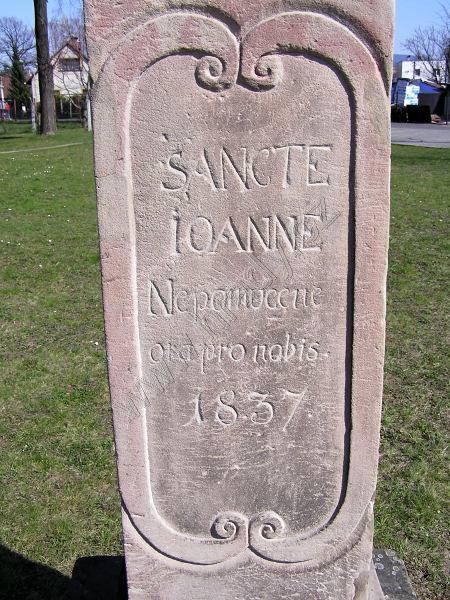 SANCTE
IOANNE
Nepomucene
ora pro nobis.
1837